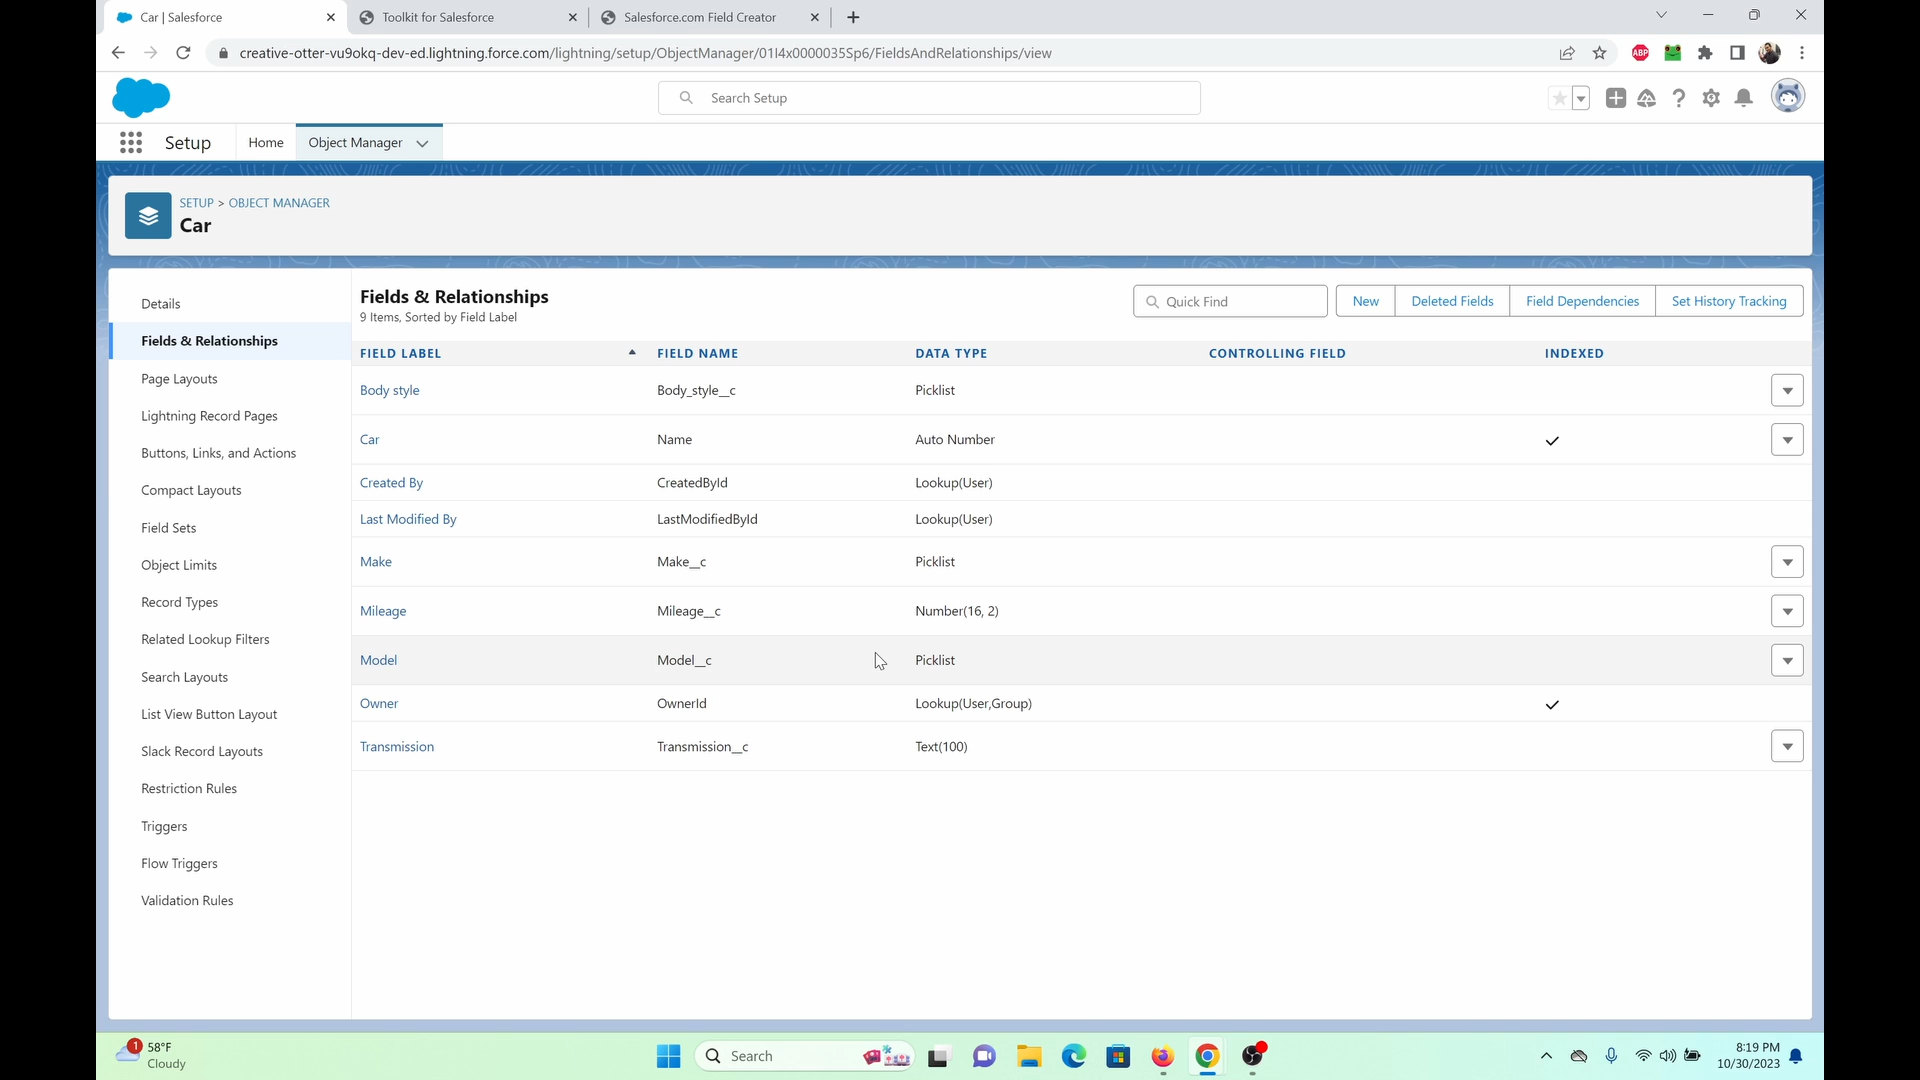 Car | Salesforce
Toolkit for Salesforce
Salesforce.com Field Creator
creative-otter-vu9okq-dev-ed.lightning.force.com/lightning/setup/ObjectManager/01I4x0000035Sp6/FieldsAndRelationships/view
ABP
Search Setup
Setup
Home
Object Manager
SETUP > OBJECT MANAGER
Car
Details
Fields & Relationships
Page Layouts
Lightning Record Pages
Buttons, Links, and Actions
Compact Layouts
Field Sets
Object Limits
Record Types
Related Lookup Filters
Search Layouts
List View Button Layout
Slack Record Layouts
Restriction Rules
Triggers
Flow Triggers
Validation Rules
Fields & Relationships
9 Items, Sorted by Field Label
Quick Find
New
Deleted Fields
Field Dependencies
Set History Tracking
FIELD LABEL FIELD NAME DATA TYPE CONTROLLING FIELD INDEXED
Body style Body_style__c Picklist
Car Name Auto Number
Created By CreatedById Lookup(User)
Last Modified By LastModifiedById Lookup(User)
Make Make__c Picklist
Mileage Mileage__c Number(16, 2)
Model Model__c Picklist
Owner OwnerId Lookup(User,Group)
Transmission Transmission__c Text(100)
1
58°F
Cloudy
Search
8:19 PM
10/30/2023